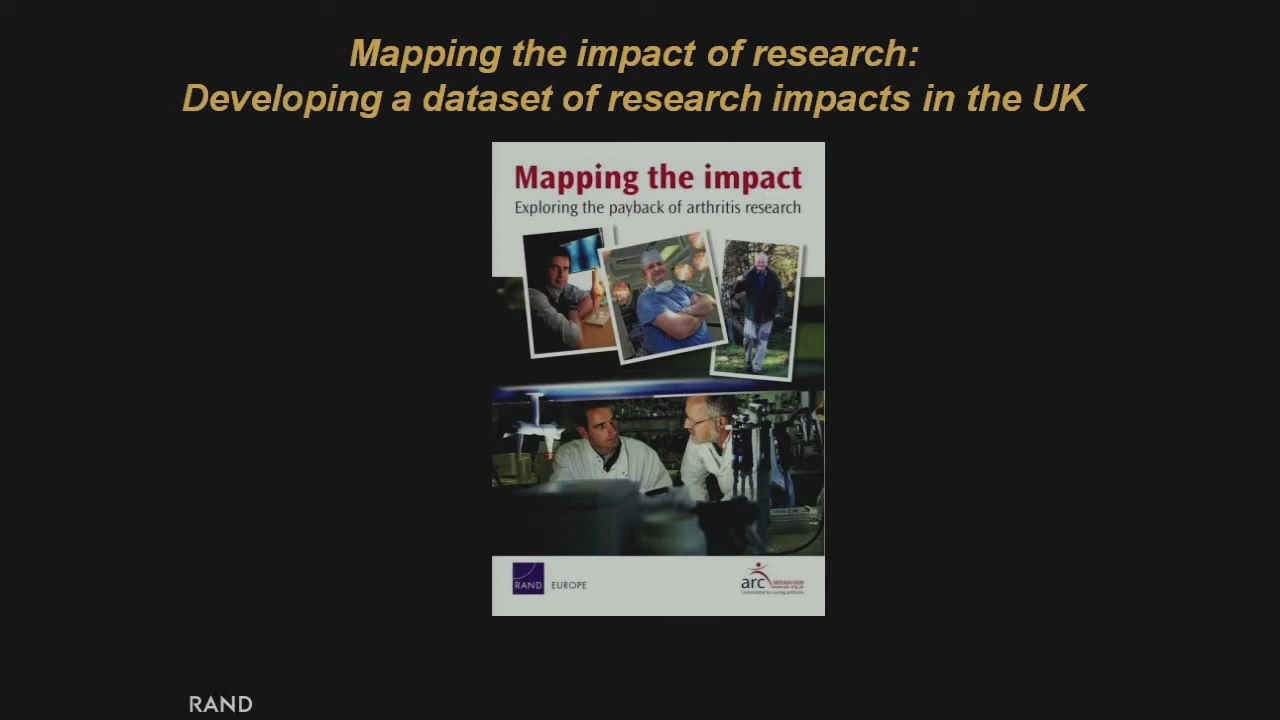 Mapping the impact of research:
Developing a dataset of research impacts in the UK
Mapping the impact
Exploring the payback of arthritis research
RAND EUROPE
arc
RAND